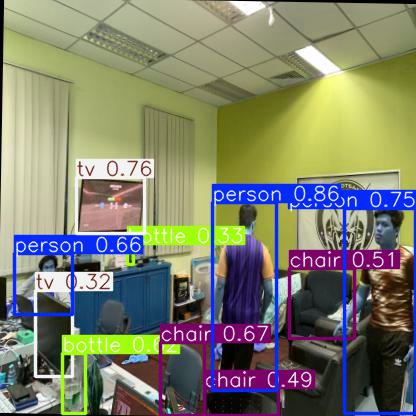 tv 0.76
person 0.86
person 0.75
bottle 0.33
person 0.66
chair 0.51
tv 0.32
chair 0.67
bottle 0.62
chair 0.49